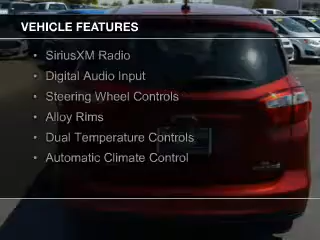 VEHICLE FEATURES
• SiriusXM Radio
• Digital Audio Input
• Steering Wheel Controls
• Alloy Rims
• Dual Temperature Controls
• Automatic Climate Control